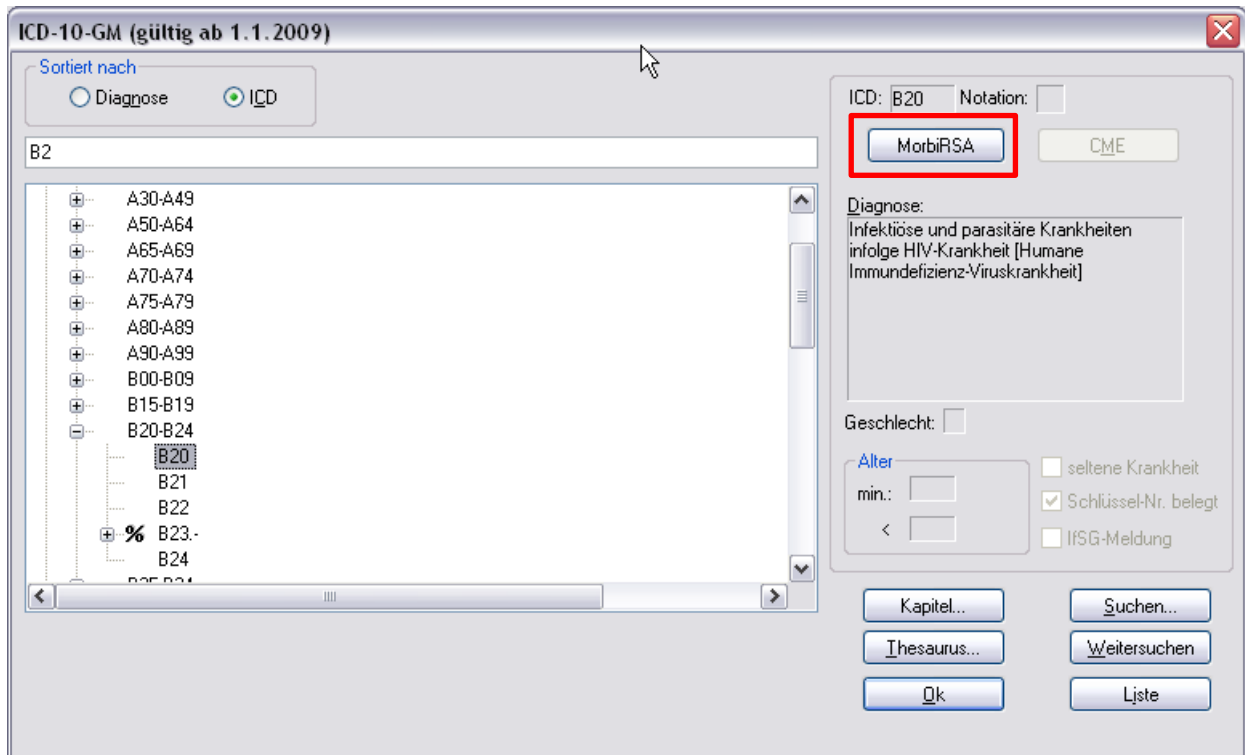 ICD-10-GM (gültig ab 1.1.2009)
Sortiert nach
Diagnose ICD
B2
A30-A49
A50-A64
A65-A69
A70-A74
A75-A79
A80-A89
A90-A99
B00-B09
B15-B19
B20-B24
B20
B21
B22
% B23.-
B24
ICD: B20 Notation:
MorbiRSA CME
Diagnose:
Infektiöse und parasitäre Krankheiten
infolge HIV-Krankheit [Humane
Immundefizienz-Viruskrankheit]
Geschlecht:
Alter
min.:
<
seltene Krankheit
Schlüssel-Nr. belegt
IfSG-Meldung
Kapitel... Suchen...
Thesaurus... Weitersuchen
Ok Liste